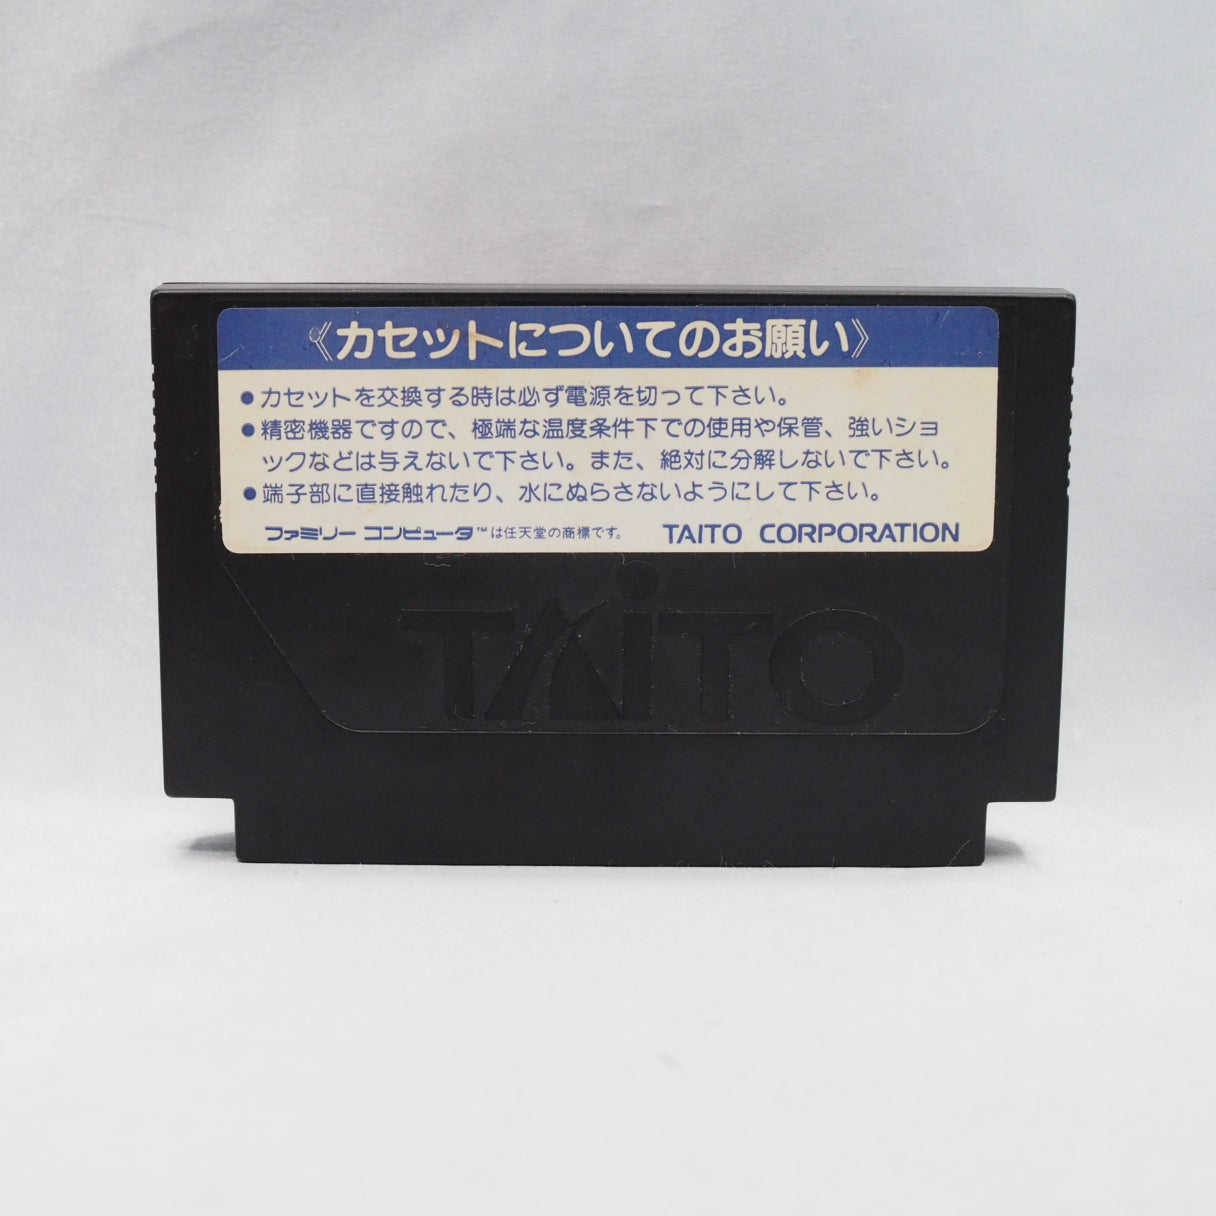 《カセットについてのお願い》
●カセットを交換する時は必ず電源を切って下さい。
●精密機器ですので、極端な温度条件下での使用や保管、強いショ
ックなどは与えないで下さい。また、絶対に分解しないで下さい。
●端子部に直接触れたり、水にぬらさないようにして下さい。
ファミリー コンピュータ™は任天堂の商標です。 TAITO CORPORATION
TAiTO